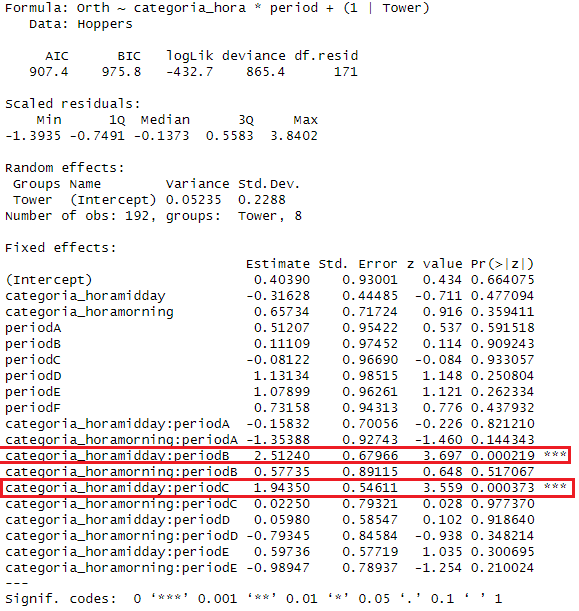 Formula: Orth ~ categoria_hora * period + (1 | Tower)
   Data: Hoppers

     AIC      BIC   logLik deviance df.resid
   907.4    975.8   -432.7    865.4      171

Scaled residuals:
    Min      1Q  Median      3Q     Max
-1.3935 -0.7491 -0.1373  0.5583  3.8402

Random effects:
 Groups Name        Variance Std.Dev.
 Tower  (Intercept) 0.05235  0.2288
Number of obs: 192, groups:  Tower, 8

Fixed effects:
                              Estimate Std. Error z value Pr(>|z|)
(Intercept)                    0.40390    0.93001   0.434 0.664075
categoria_horamidday          -0.31628    0.44485  -0.711 0.477094
categoria_horamorning          0.65734    0.71724   0.916 0.359411
periodA                        0.51207    0.95422   0.537 0.591518
periodB                        0.11109    0.97452   0.114 0.909243
periodC                       -0.08122    0.96690  -0.084 0.933057
periodD                        1.13134    0.98515   1.148 0.250804
periodE                        1.07899    0.96261   1.121 0.262334
periodF                        0.73158    0.94313   0.776 0.437932
categoria_horamidday:periodA  -0.15832    0.70056  -0.226 0.821210
categoria_horamorning:periodA -1.35388    0.92743  -1.460 0.144343
categoria_horamidday:periodB   2.51240    0.67966   3.697 0.000219 ***
categoria_horamorning:periodB  0.57735    0.89115   0.648 0.517067
categoria_horamidday:periodC   1.94350    0.54611   3.559 0.000373 ***
categoria_horamorning:periodC  0.02250    0.79321   0.028 0.977370
categoria_horamidday:periodD   0.05980    0.58547   0.102 0.918640
categoria_horamorning:periodD -0.79345    0.84584  -0.938 0.348214
categoria_horamidday:periodE   0.59736    0.57719   1.035 0.300695
categoria_horamorning:periodE -0.98947    0.78937  -1.254 0.210024
---
Signif. codes:  0 ‘***’ 0.001 ‘**’ 0.01 ‘*’ 0.05 ‘.’ 0.1 ‘ ’ 1